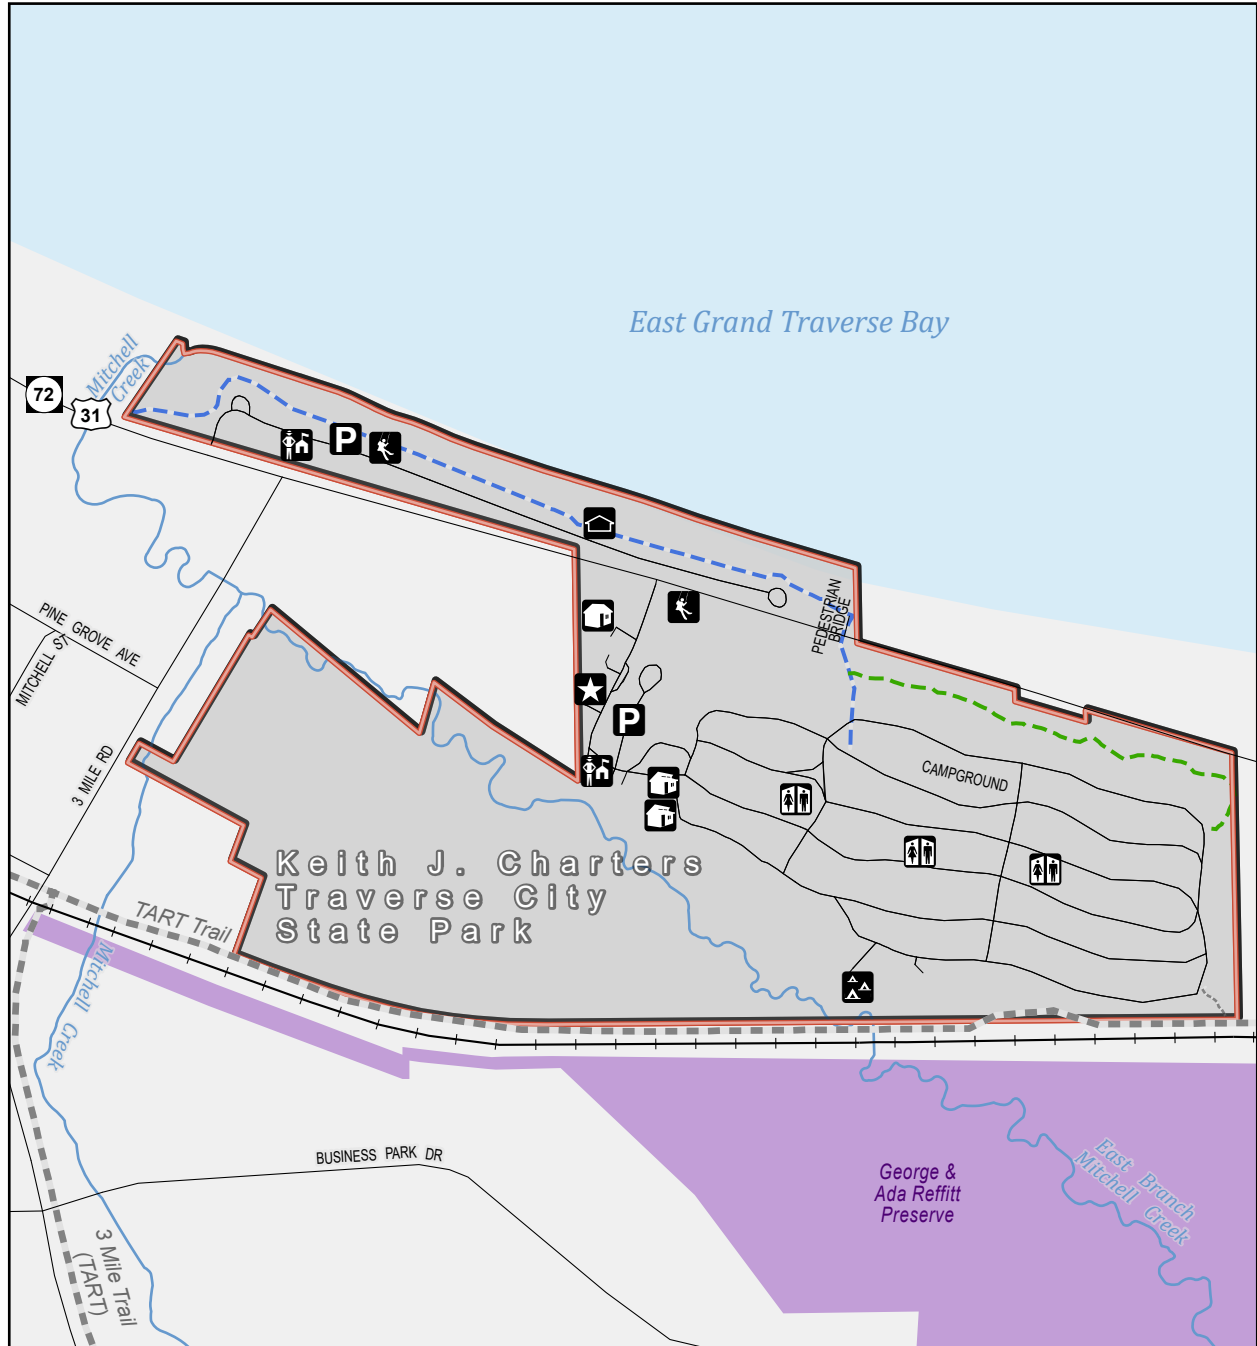 East Grand Traverse Bay
Mitchell
Creek
72
31
P
PEDESTRIAN
BRIDGE
PINE GROVE AVE
MITCHELL ST
3 MILE RD
P
CAMPGROUND
Keith J. Charters
Traverse City
State Park
TART Trail
Mitchell Creek
East Branch
Mitchell Creek
George &
Ada Reffitt
Preserve
BUSINESS PARK DR
3 Mile Trail
(TART)